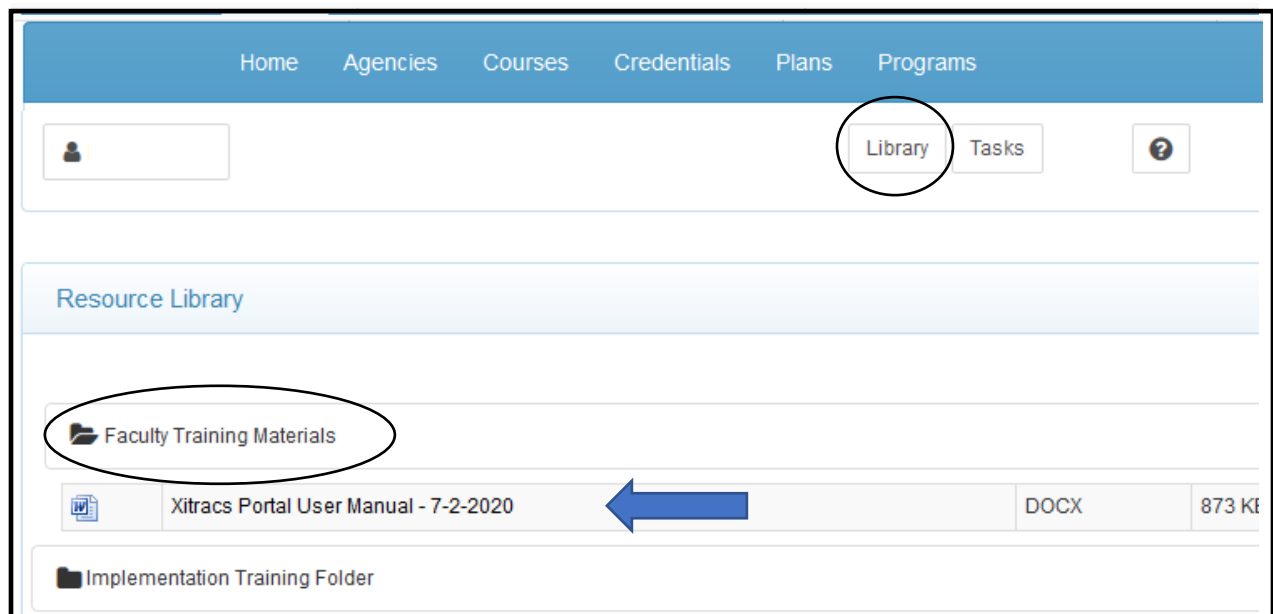 Home Agencies Courses Credentials Plans Programs
Library Tasks
Resource Library
Faculty Training Materials
Xitracs Portal User Manual - 7-2-2020 DOCX 873 KB
Implementation Training Folder